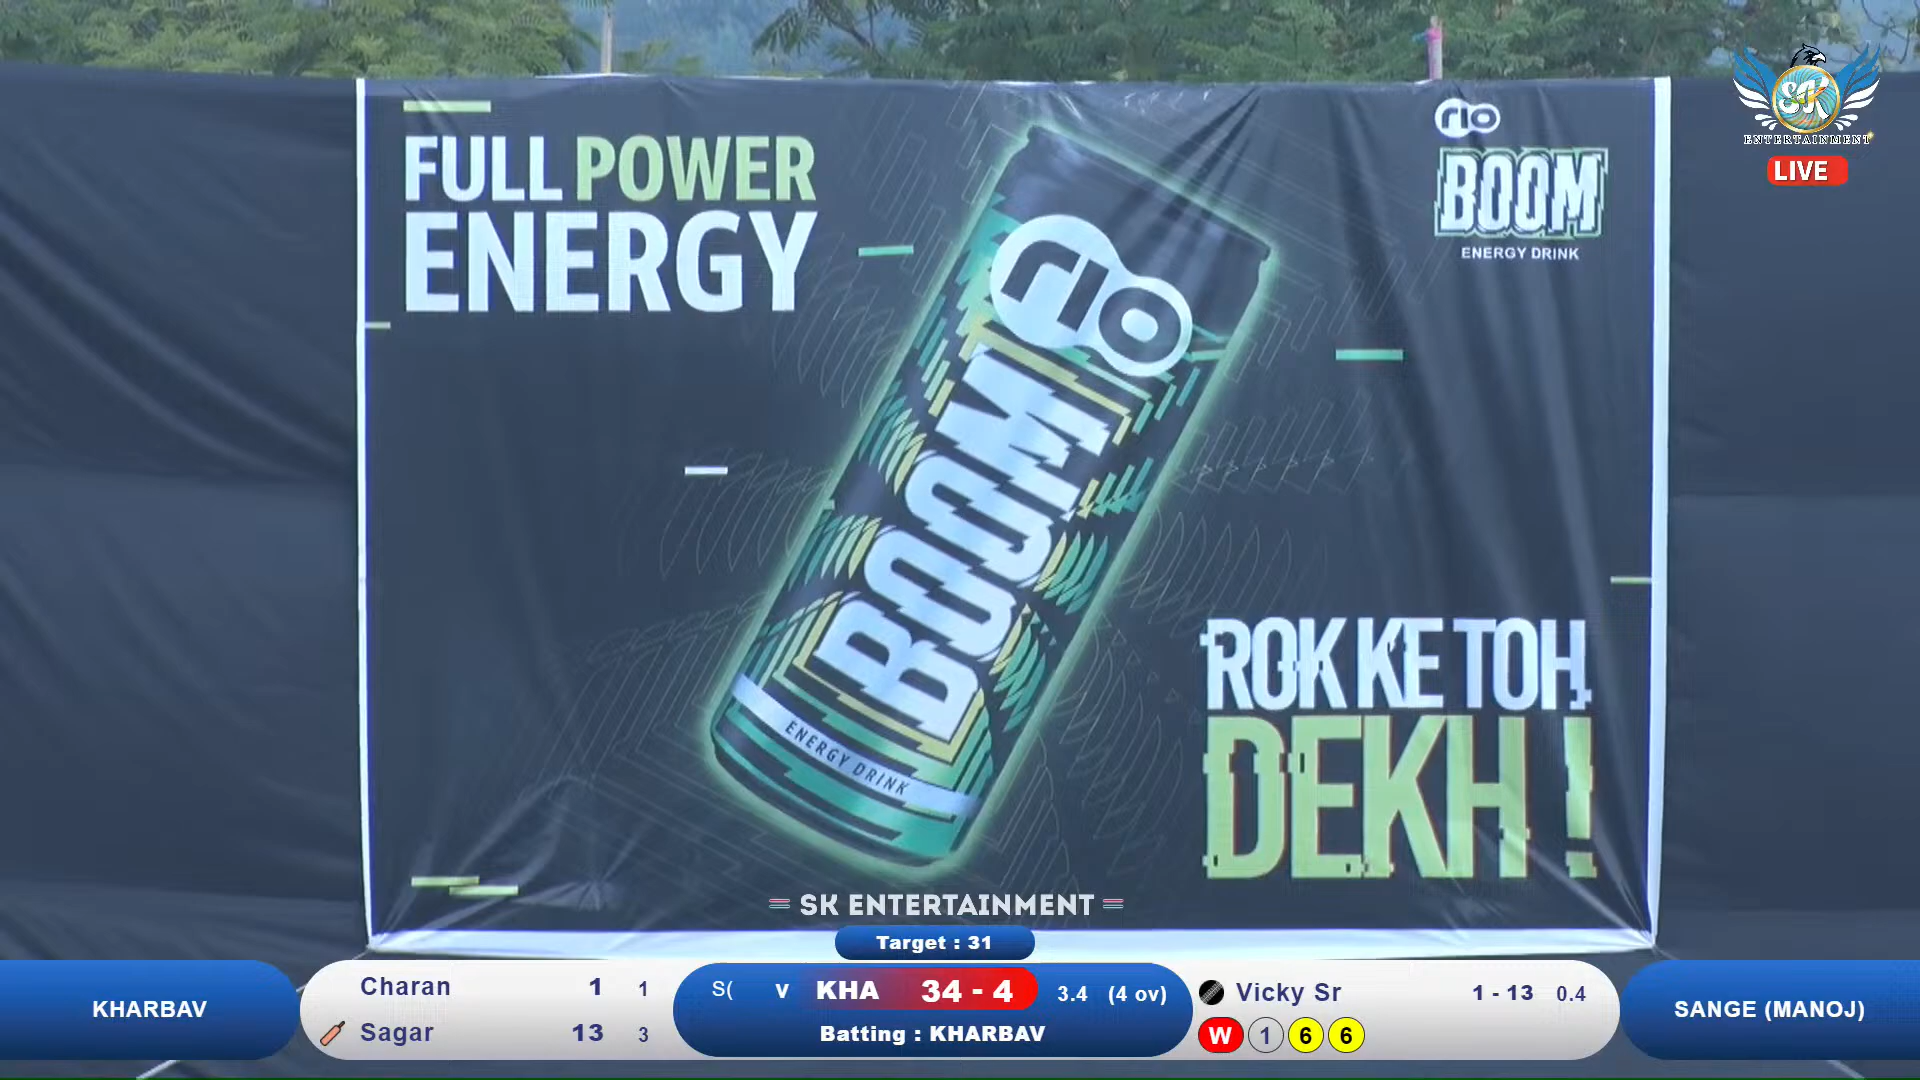 FULL POWER
ENERGY
rio
BOOM
ENERGY DRINK
SK
ENTERTAINMENT
LIVE
rio
BOOM
ENERGY DRINK
ROK KE TOH
DEKH !
SK ENTERTAINMENT
Target : 31
KHARBAV
Charan 1 1
Sagar 13 3
S( v KHA 34 - 4 3.4 (4 ov)
Batting : KHARBAV
Vicky Sr 1 - 13 0.4
W 1 6 6
SANGE (MANOJ)